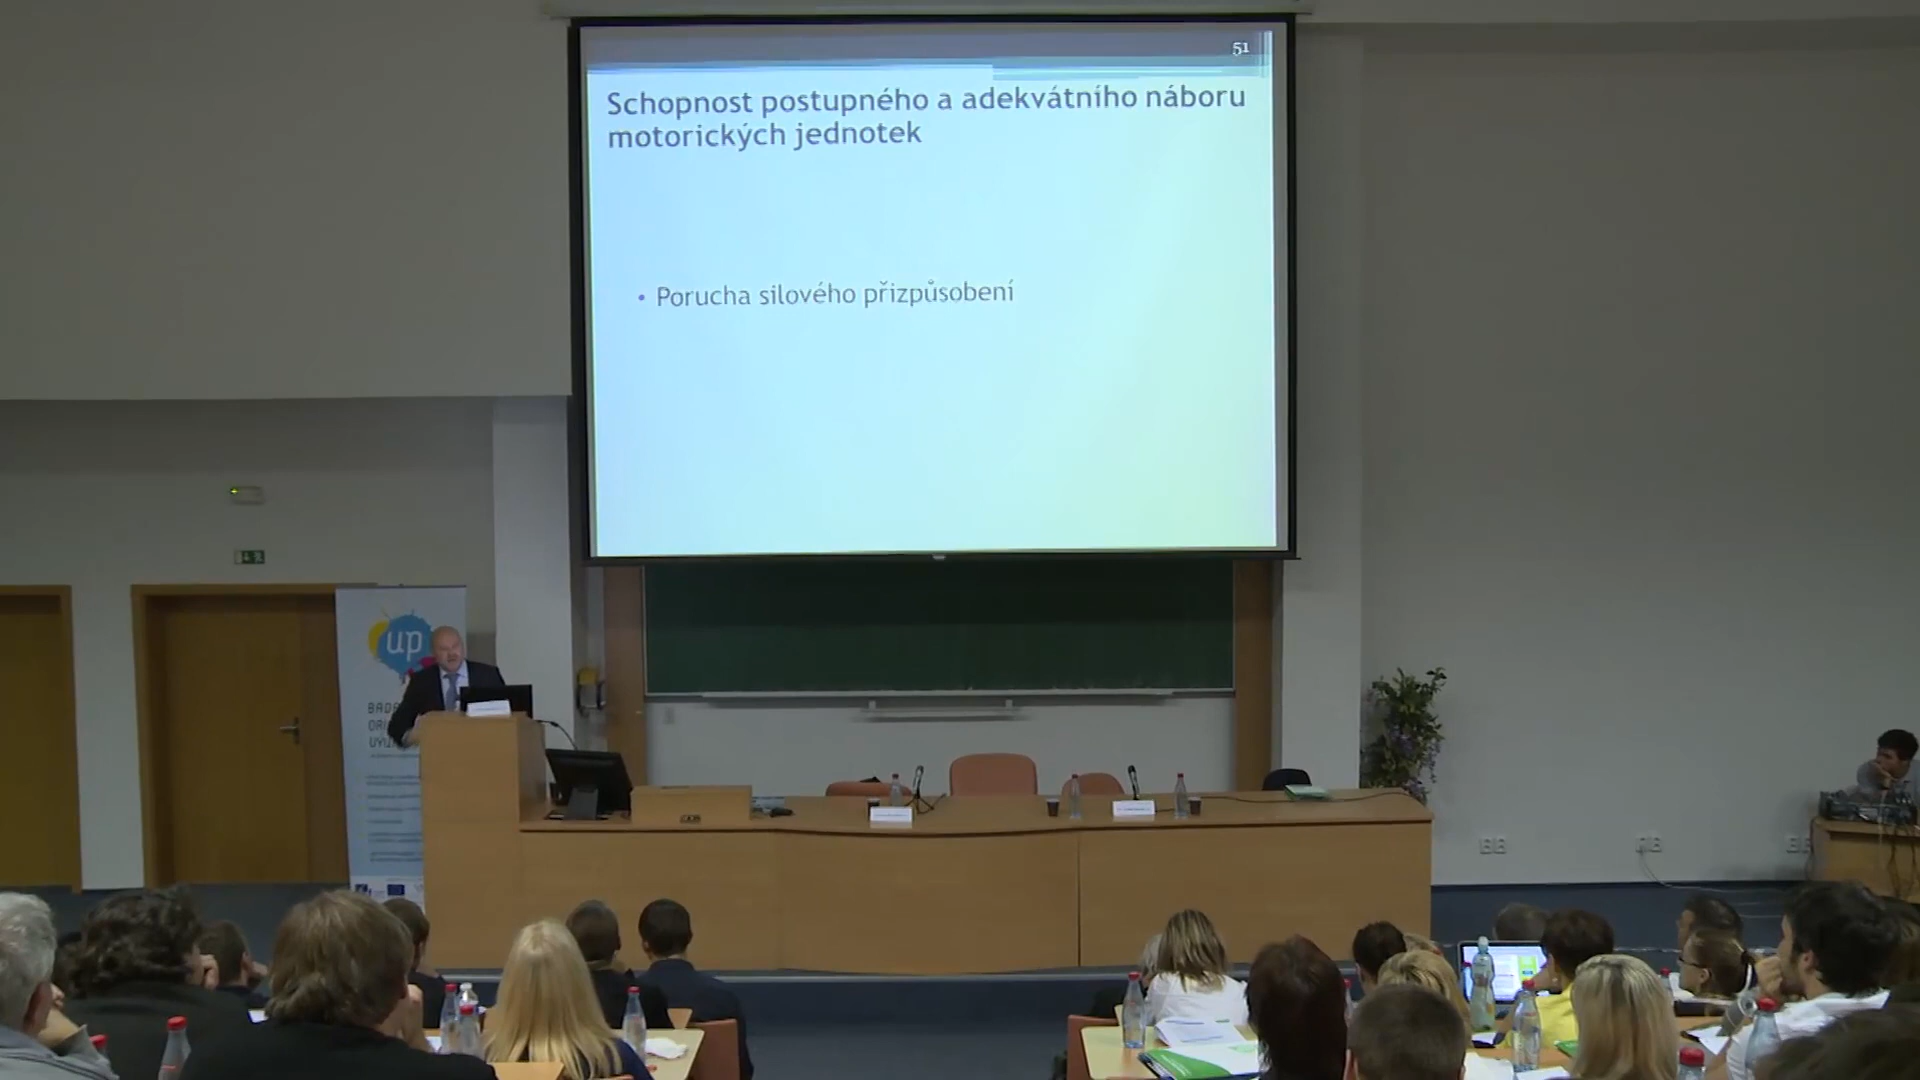 51
Schopnost postupného a adekvátního náboru
motorických jednotek
• Porucha silového přizpůsobení
up